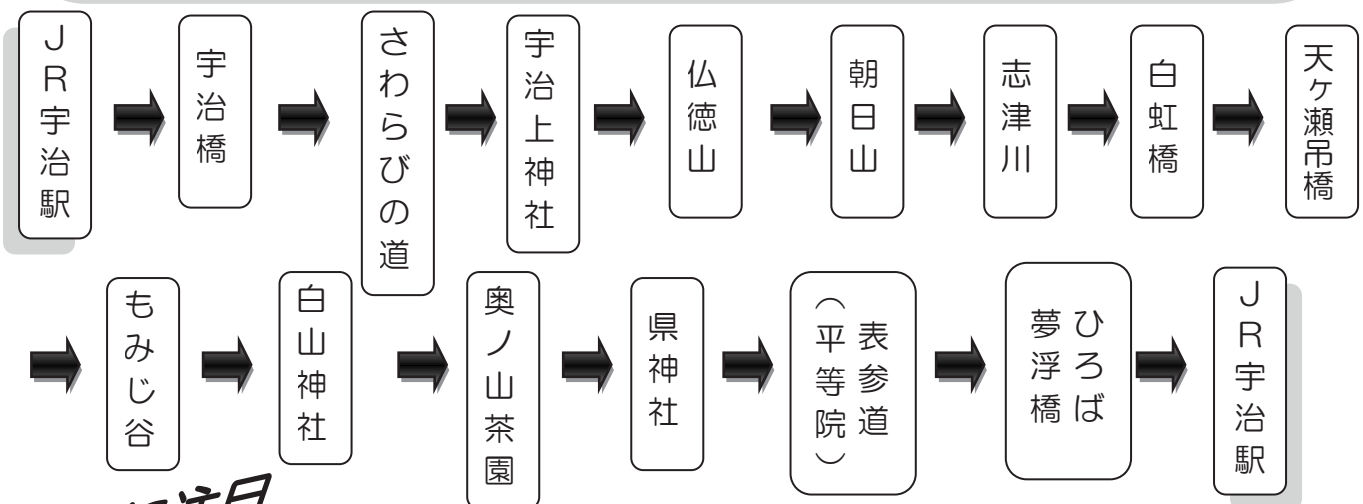 JR宇治駅
宇治橋
さわらびの道
宇治上神社
仏徳山
朝日山
志津川
白虹橋
天ケ瀬吊橋
もみじ谷
白山神社
奥ノ山茶園
県神社
表参道
（平等院）
ひろば
夢浮橋
JR宇治駅
注目